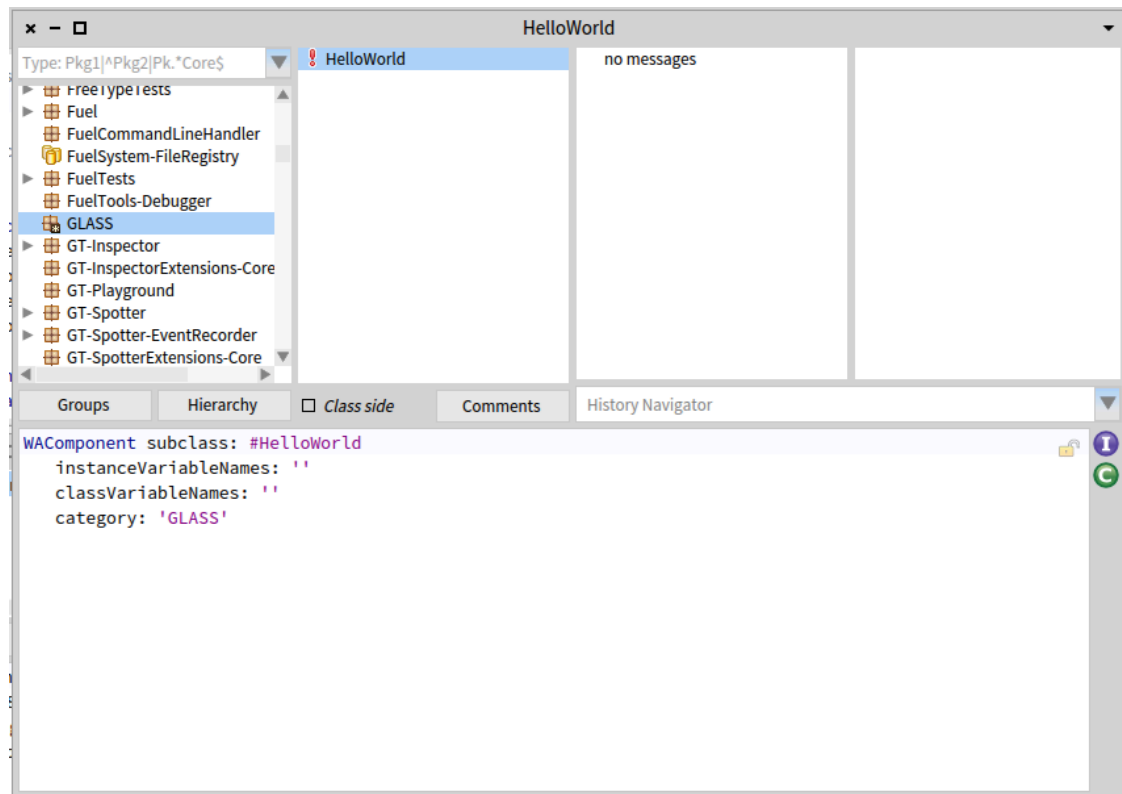 HelloWorld
Type: Pkg1|^Pkg2|Pk.*Core$
FreeTypeTests
Fuel
FuelCommandLineHandler
FuelSystem-FileRegistry
FuelTests
FuelTools-Debugger
GLASS
GT-Inspector
GT-InspectorExtensions-Core
GT-Playground
GT-Spotter
GT-Spotter-EventRecorder
GT-SpotterExtensions-Core
HelloWorld
no messages
Groups
Hierarchy
Class side
Comments
History Navigator
WAComponent subclass: #HelloWorld
instanceVariableNames: ''
classVariableNames: ''
category: 'GLASS'
I
C